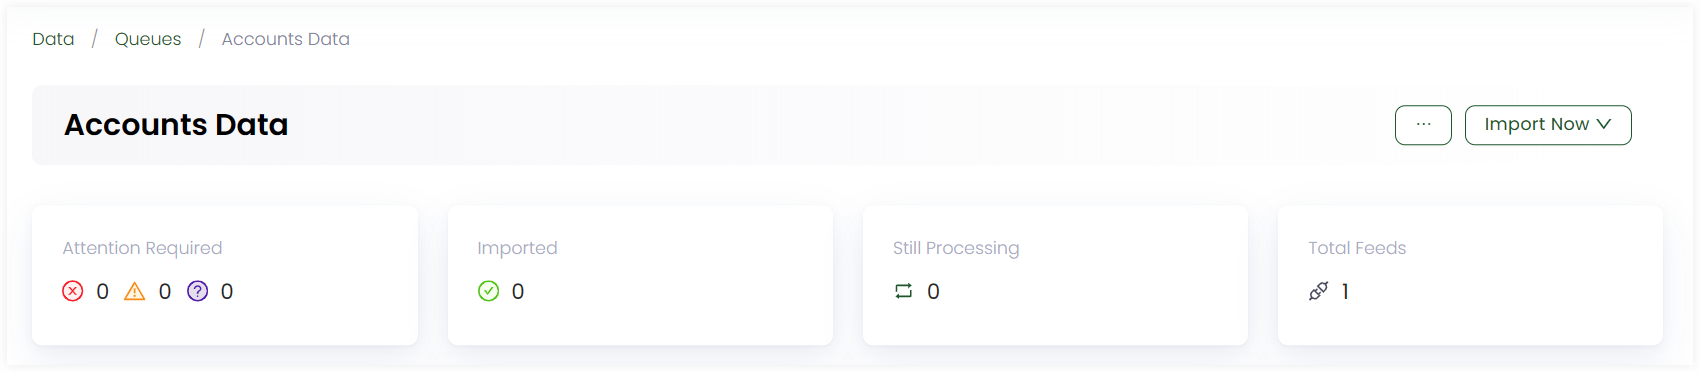 Data / Queues / Accounts Data
Accounts Data
... Import Now
Attention Required
0 0 0
Imported
0
Still Processing
0
Total Feeds
1